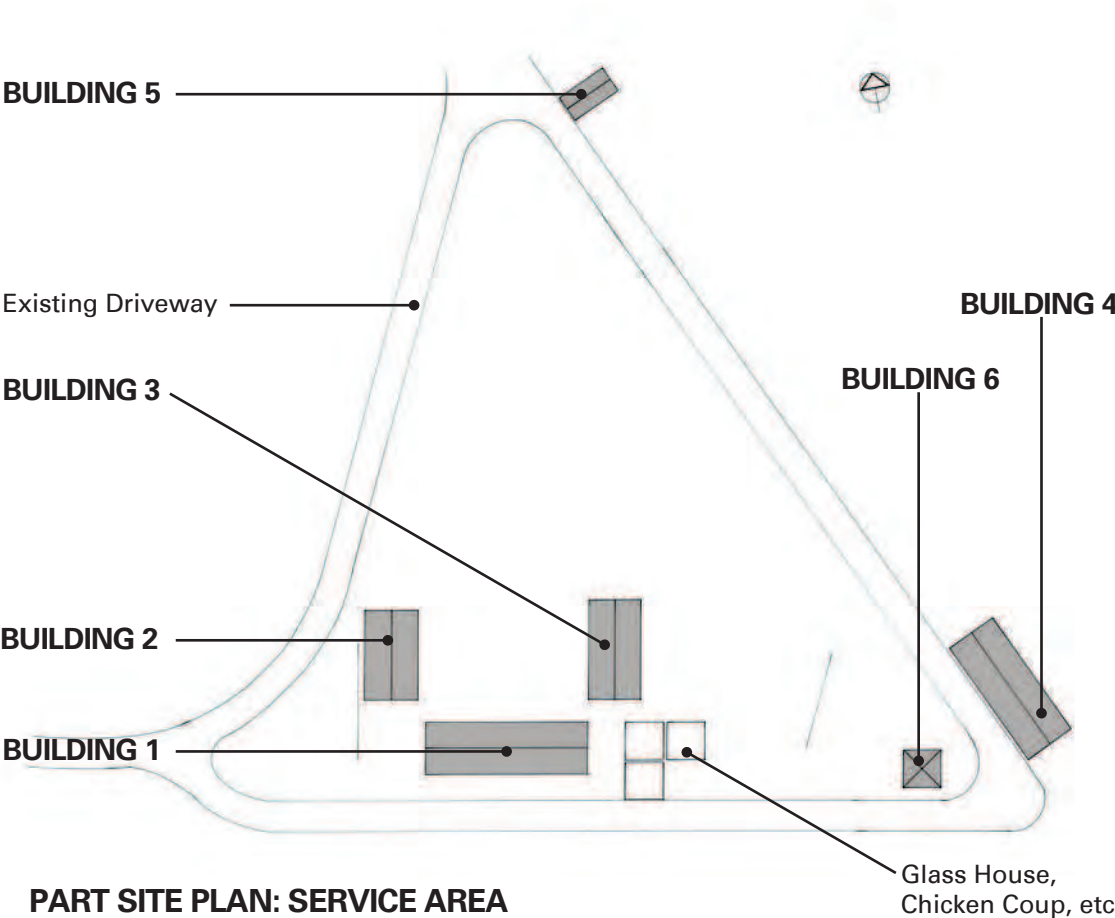 BUILDING 5
Existing Driveway
BUILDING 4
BUILDING 6
BUILDING 3
BUILDING 2
BUILDING 1
Glass House,
Chicken Coup, etc
PART SITE PLAN: SERVICE AREA